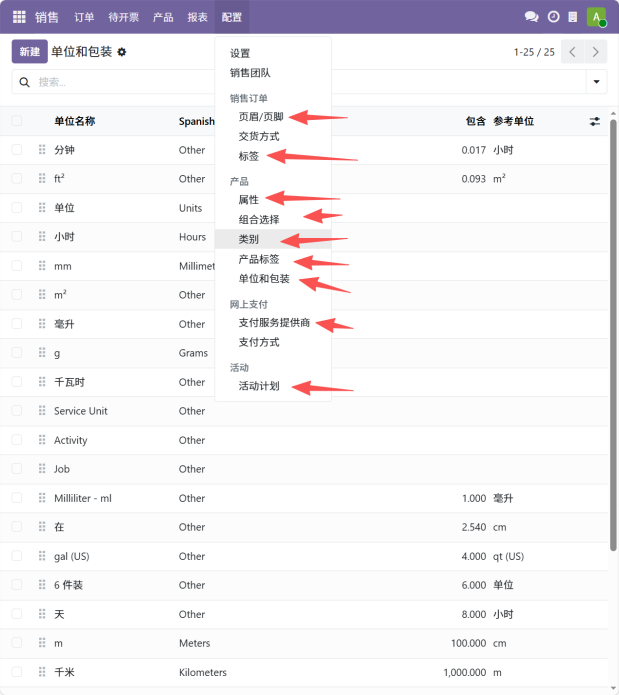 销售 订单 待开票 产品 报表 配置 A
新建 单位和包装 1-25 / 25
搜索...
设置
销售团队
销售订单
页眉/页脚
交货方式
标签
产品
属性
组合选择
类别
产品标签
单位和包装
网上支付
支付服务提供商
支付方式
活动
活动计划
单位名称 Spanish 包含 参考单位
分钟 Other 0.017 小时
ft² Other 0.093 m²
单位 Units
小时 Hours
mm Millimet
m² Other
毫升 Other
g Grams
千瓦时 Other
Service Unit Other
Activity Other
Job Other
Milliliter - ml Other 1.000 毫升
在 Other 2.540 cm
gal (US) Other 4.000 qt (US)
6 件装 Other 6.000 单位
天 Other 8.000 小时
m Meters 100.000 cm
千米 Kilometers 1,000.000 m